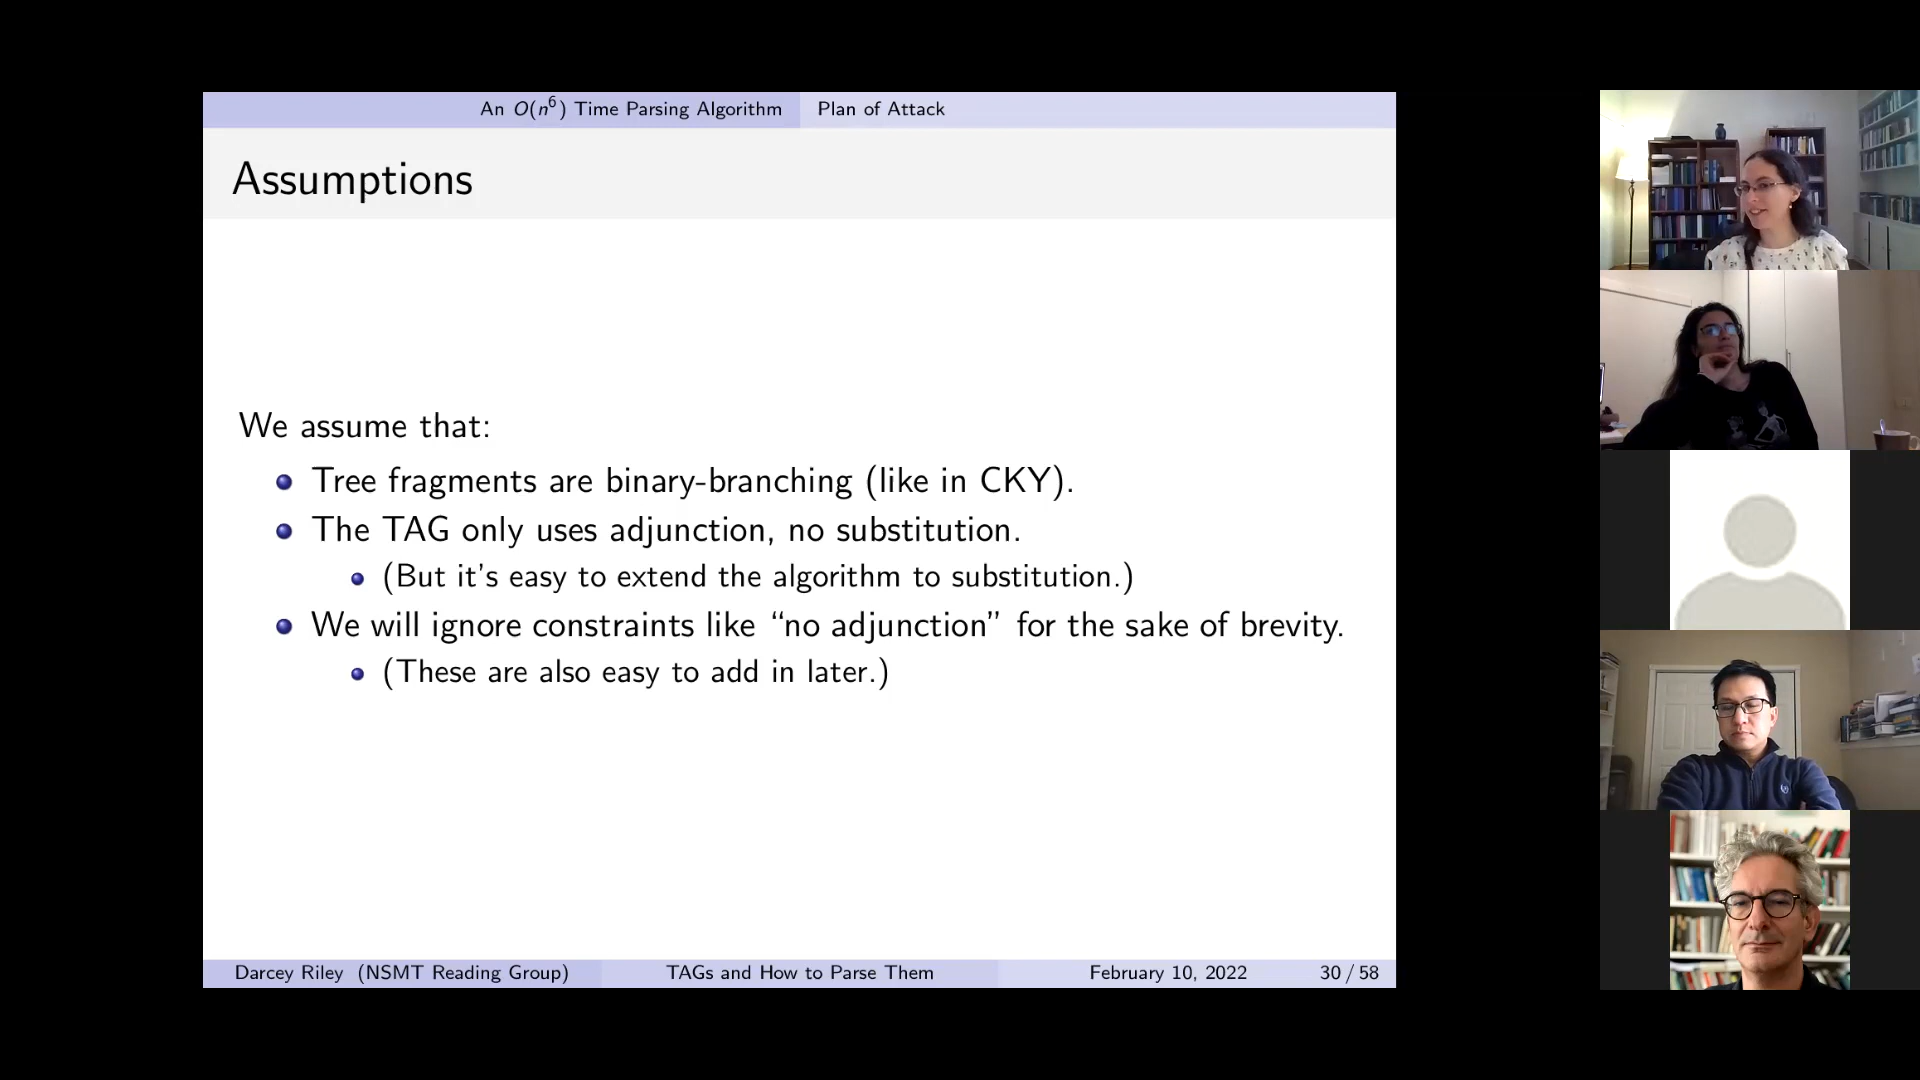 An O(n⁶) Time Parsing Algorithm Plan of Attack
Assumptions
We assume that:
Tree fragments are binary-branching (like in CKY).
The TAG only uses adjunction, no substitution.
(But it's easy to extend the algorithm to substitution.)
We will ignore constraints like “no adjunction” for the sake of brevity.
(These are also easy to add in later.)
Darcey Riley (NSMT Reading Group) TAGs and How to Parse Them February 10, 2022 30 / 58